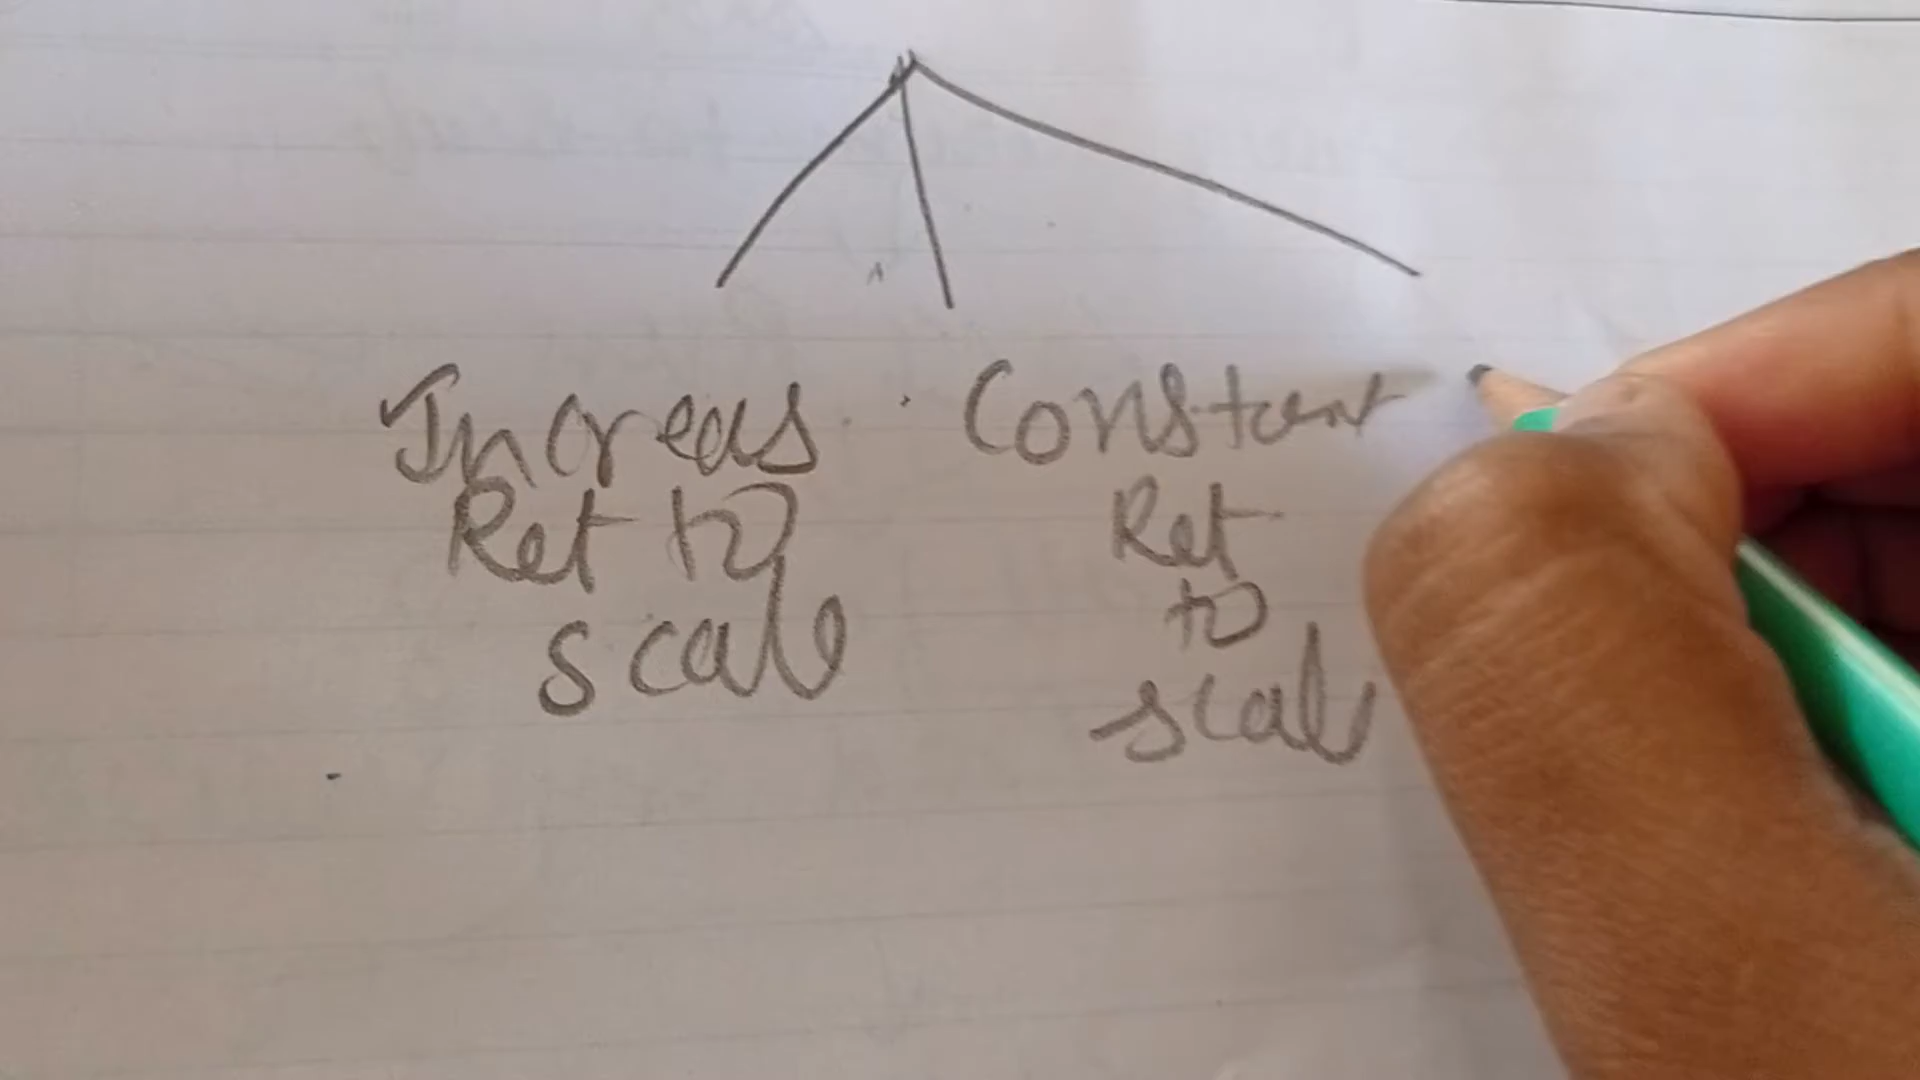 Increas
Ret to
scale
Constant
Ret
to
scale